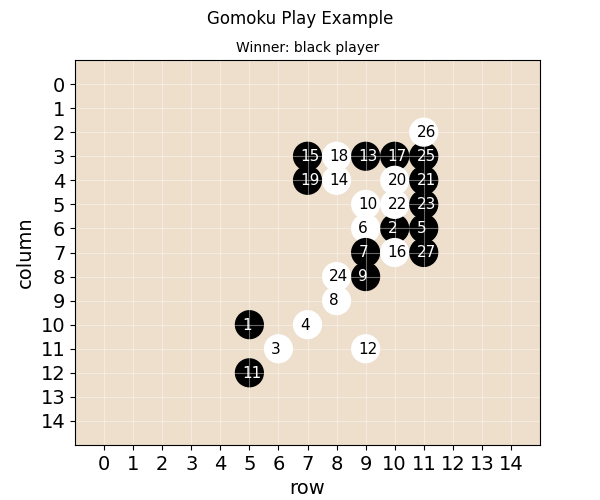 Gomoku Play Example
Winner: black player
0
1
2 26
3 15 18 13 17 25
4 19 14 20 21
5 10 22 23
6 6 2 5
7 7 16 27
8 24 9
9 8
10 1 4
11 3 12
12 11
13
14
column
0 1 2 3 4 5 6 7 8 9 10 11 12 13 14
row